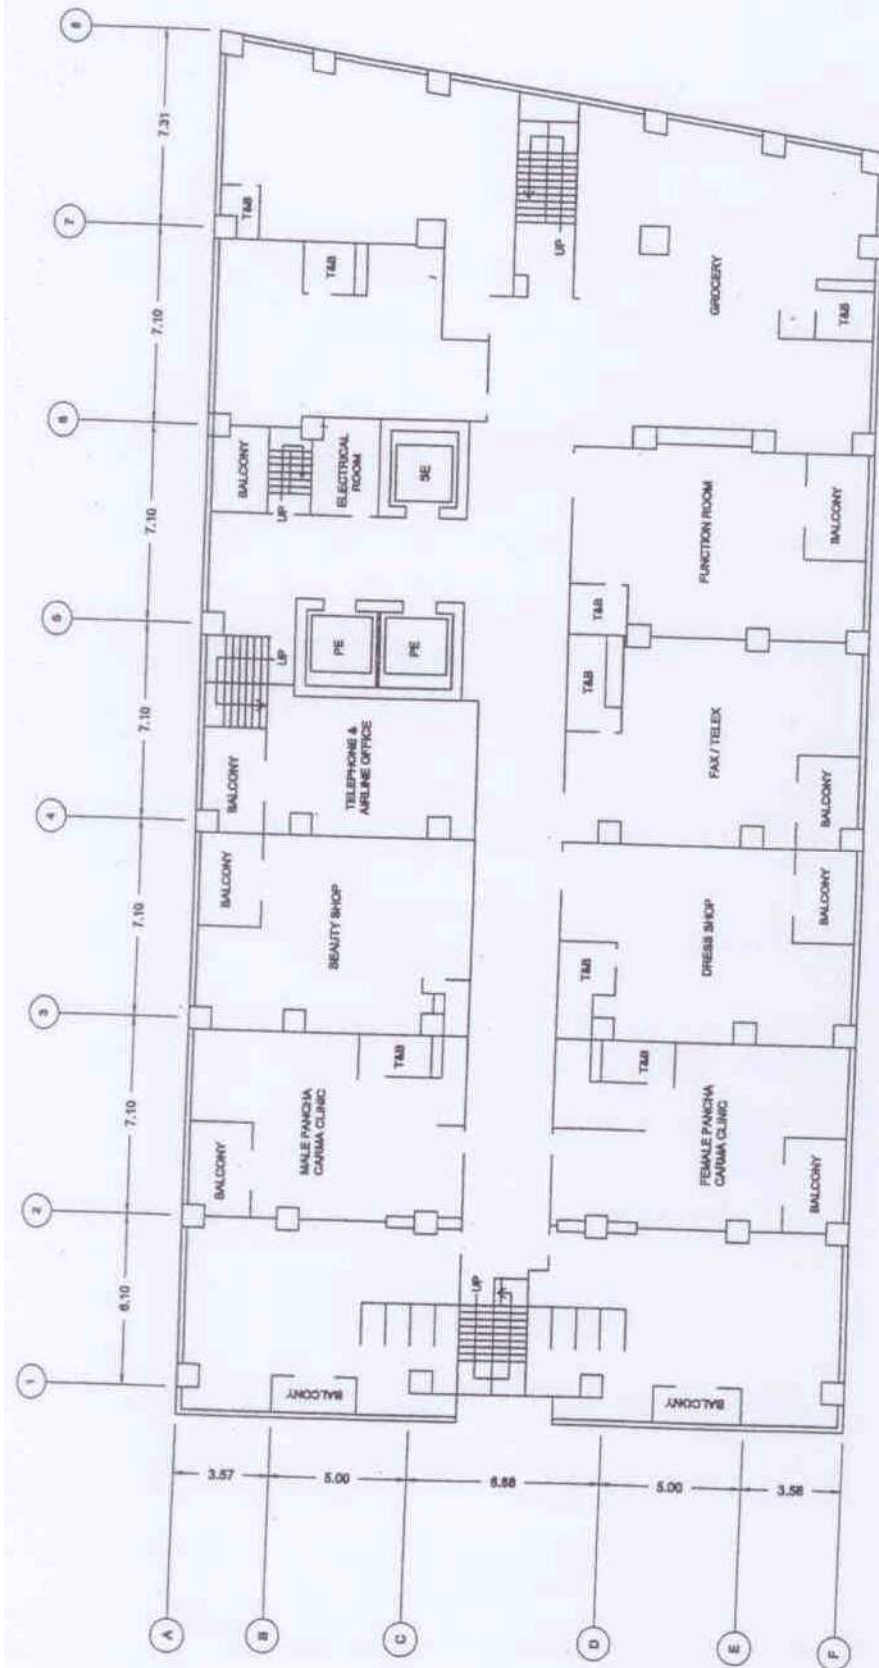 8
7.31
7
7.10
6
7.10
5
7.10
4
7.10
3
7.10
2
6.10
1
T&B
T&B
UP
GROCERY
T&B
BALCONY
UP
ELECTRICAL
ROOM
SE
FUNCTION ROOM
BALCONY
T&B
UP
PE
PE
T&B
BALCONY
TELEPHONE &
AIRLINE OFFICE
FAX / TELEX
BALCONY
BALCONY
BEAUTY SHOP
T&B
DRESS SHOP
BALCONY
BALCONY
MALE PANCHA
CARMA CLINIC
T&B
T&B
FEMALE PANCHA
CARMA CLINIC
BALCONY
UP
BALCONY
BALCONY
3.57
5.00
6.68
5.00
3.58
A
B
C
D
E
F